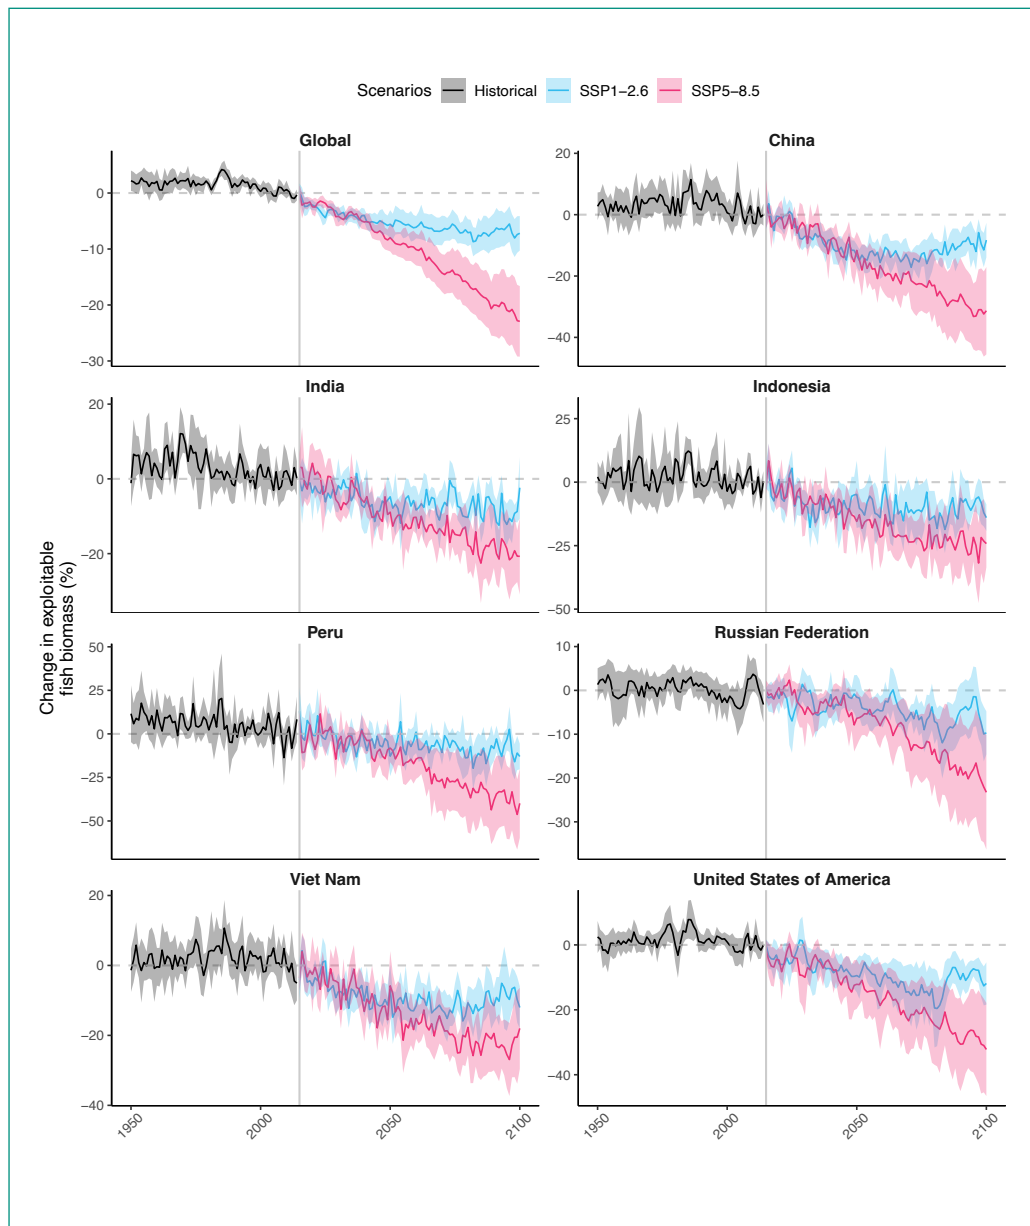 Scenarios Historical SSP1−2.6 SSP5−8.5
Global
0
−10
−20
−30
China
20
0
−20
−40
India
20
0
−20
Indonesia
25
0
−25
−50
Change in exploitable
fish biomass (%)
Peru
50
25
0
−25
−50
Russian Federation
10
0
−10
−20
−30
Viet Nam
20
0
−20
−40
1950 2000 2050 2100
United States of America
0
−20
−40
1950 2000 2050 2100